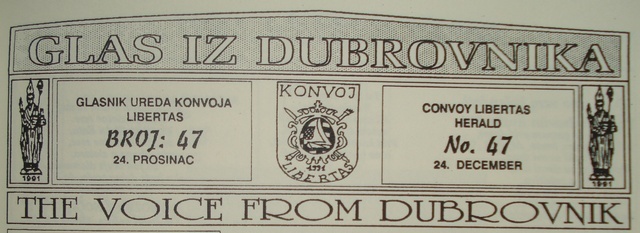 GLAS IZ DUBROVNIKA
GLASNIK UREDA KONVOJA
LIBERTAS
BROJ: 47
24. PROSINAC
1991
KONVOJ
1991
LIBERTAS
CONVOY LIBERTAS
HERALD
No. 47
24. DECEMBER
1991
THE VOICE FROM DUBROVNIK